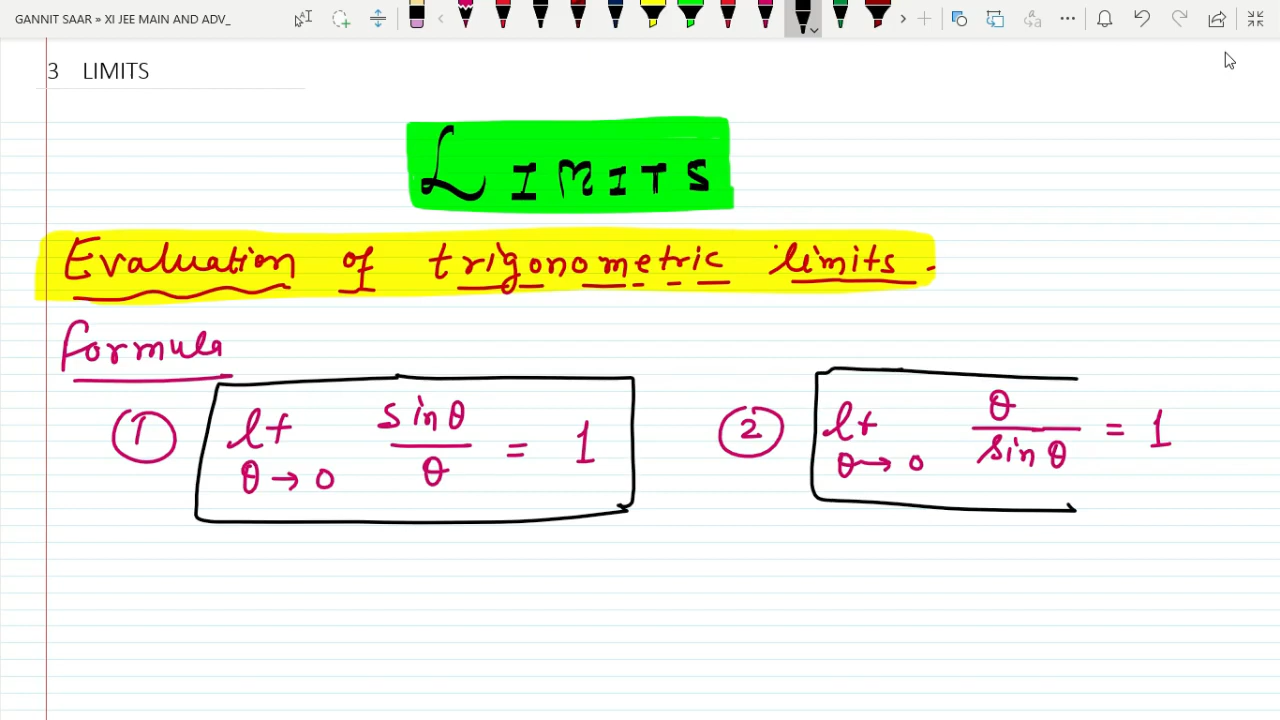 GANNIT SAAR » XI JEE MAIN AND ADV_
3 LIMITS
LIMITS
Evaluation of trigonometric limits.
formula
① lt θ→0 sinθ/θ = 1
② lt θ→0 θ/sinθ = 1